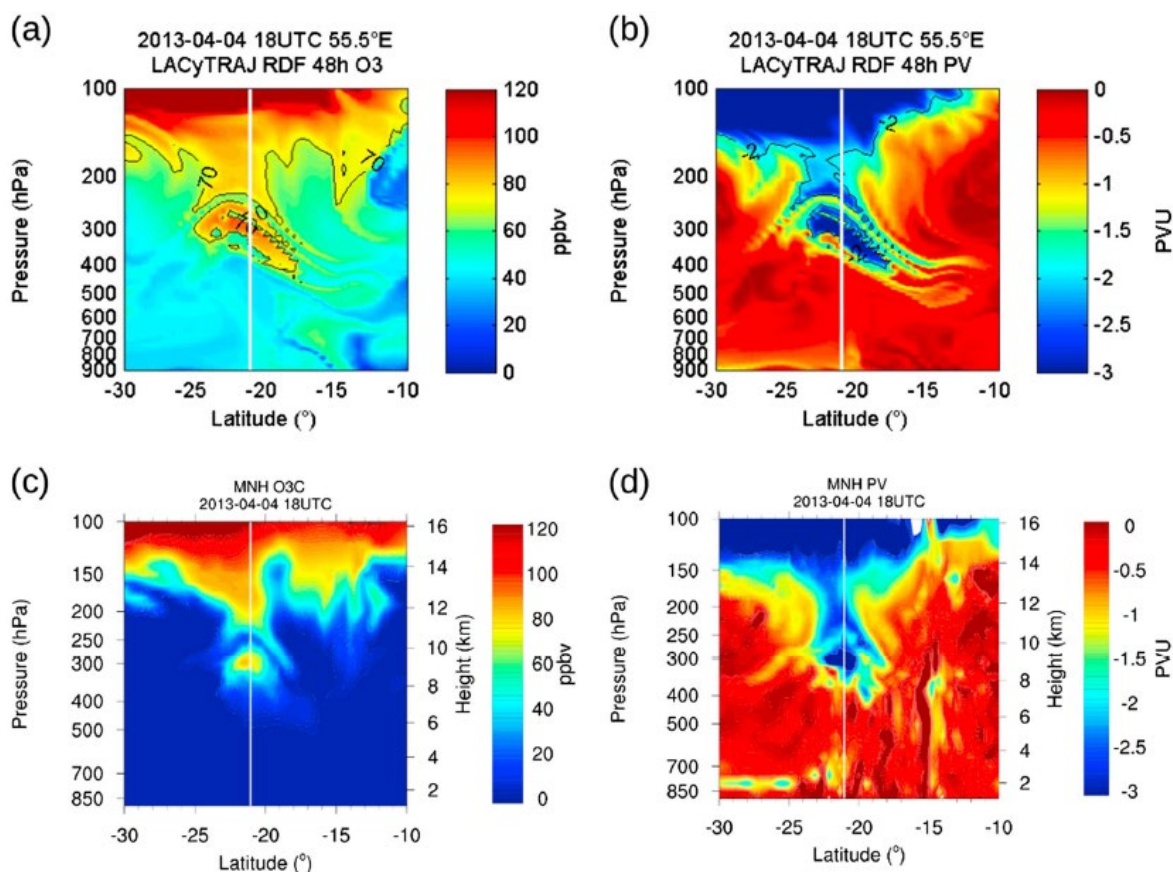 (a)
2013-04-04 18UTC 55.5°E
LACyTRAJ RDF 48h O3
Pressure (hPa)
100
200
300
400
500
600
700
800
900
-30 -25 -20 -15 -10
Latitude (°)
70
70
70
70
120
100
80
60
40
20
0
ppbv
(b)
2013-04-04 18UTC 55.5°E
LACyTRAJ RDF 48h PV
Pressure (hPa)
100
200
300
400
500
600
700
800
900
-30 -25 -20 -15 -10
Latitude (°)
-2
-2
-2
0
-0.5
-1
-1.5
-2
-2.5
-3
PVU
(c)
MNH O3C
2013-04-04 18UTC
Pressure (hPa)
100
150
200
250
300
400
500
700
850
-30 -25 -20 -15 -10
Latitude (°)
16
14
12
10
8
6
4
2
Height (km)
120
100
80
60
40
20
0
ppbv
(d)
MNH PV
2013-04-04 18UTC
Pressure (hPa)
100
150
200
250
300
400
500
700
850
-30 -25 -20 -15 -10
Latitude (°)
16
14
12
10
8
6
4
2
Height (km)
0
-0.5
-1
-1.5
-2
-2.5
-3
PVU